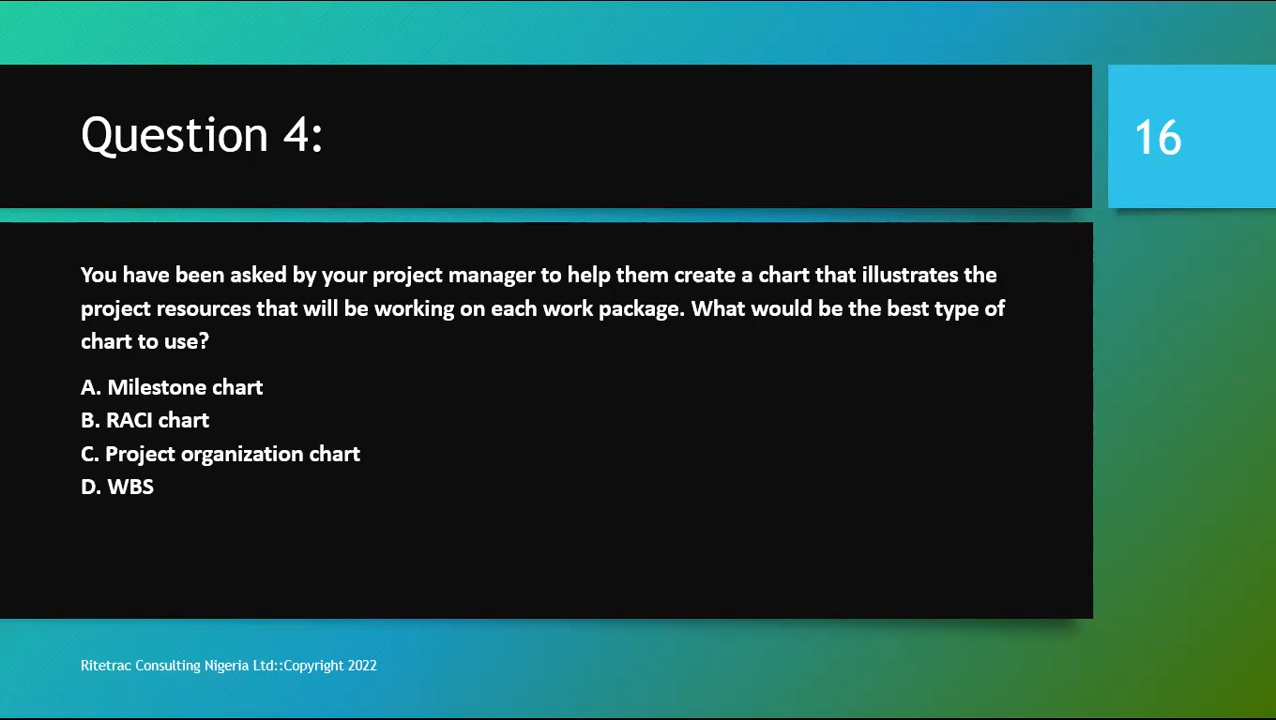 Question 4:
16
You have been asked by your project manager to help them create a chart that illustrates the
project resources that will be working on each work package. What would be the best type of
chart to use?
A. Milestone chart
B. RACI chart
C. Project organization chart
D. WBS
Ritetrac Consulting Nigeria Ltd::Copyright 2022